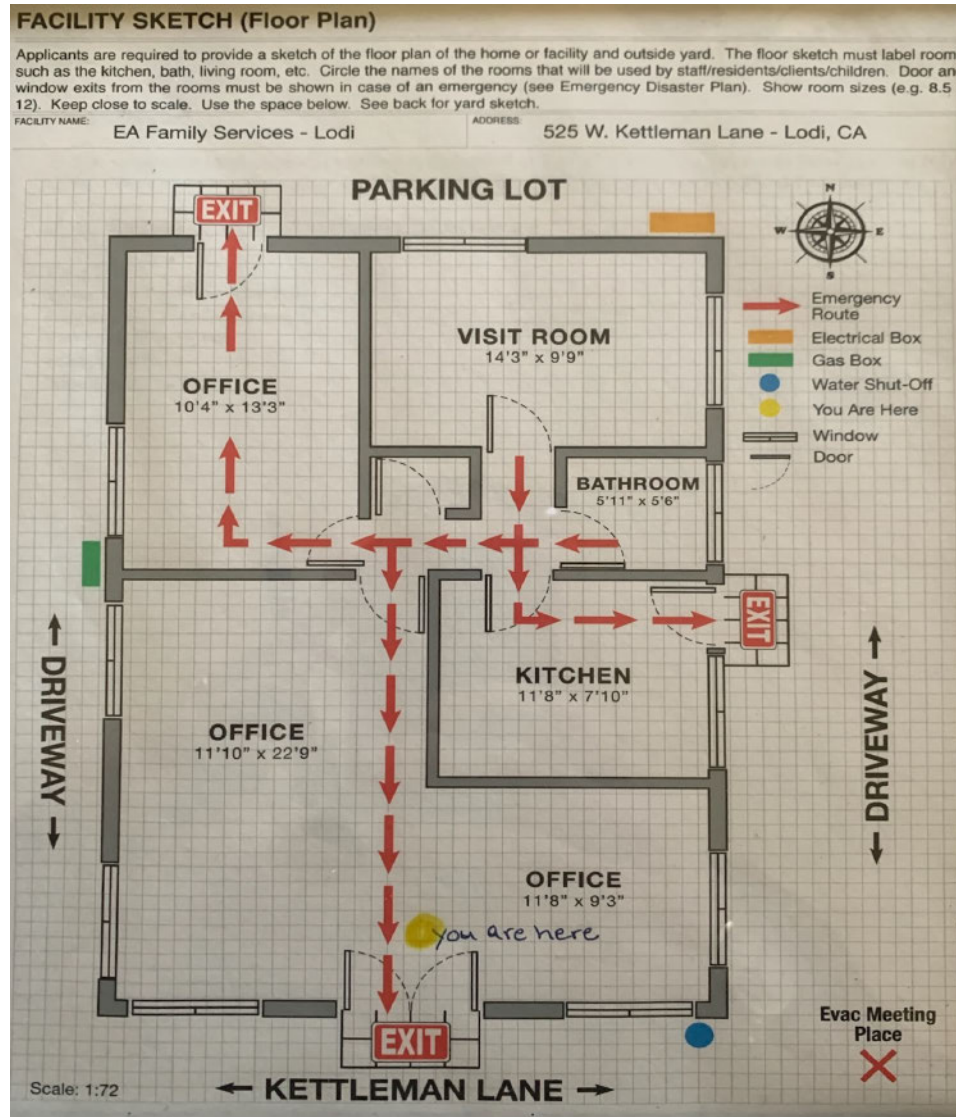 FACILITY SKETCH (Floor Plan)
Applicants are required to provide a sketch of the floor plan of the home or facility and outside yard. The floor sketch must label room
such as the kitchen, bath, living room, etc. Circle the names of the rooms that will be used by staff/residents/clients/children. Door an
window exits from the rooms must be shown in case of an emergency (see Emergency Disaster Plan). Show room sizes (e.g. 8.5
12). Keep close to scale. Use the space below. See back for yard sketch.
FACILITY NAME:
EA Family Services - Lodi
ADDRESS:
525 W. Kettleman Lane - Lodi, CA
PARKING LOT
EXIT
N
W
E
S
Emergency
Route
Electrical Box
Gas Box
Water Shut-Off
You Are Here
Window
Door
VISIT ROOM
14'3" x 9'9"
OFFICE
10'4" x 13'3"
BATHROOM
5'11" x 5'6"
EXIT
KITCHEN
11'8" x 7'10"
DRIVEWAY
OFFICE
11'10" x 22'9"
DRIVEWAY
OFFICE
11'8" x 9'3"
you are here
EXIT
Evac Meeting
Place
Scale: 1:72
KETTLEMAN LANE